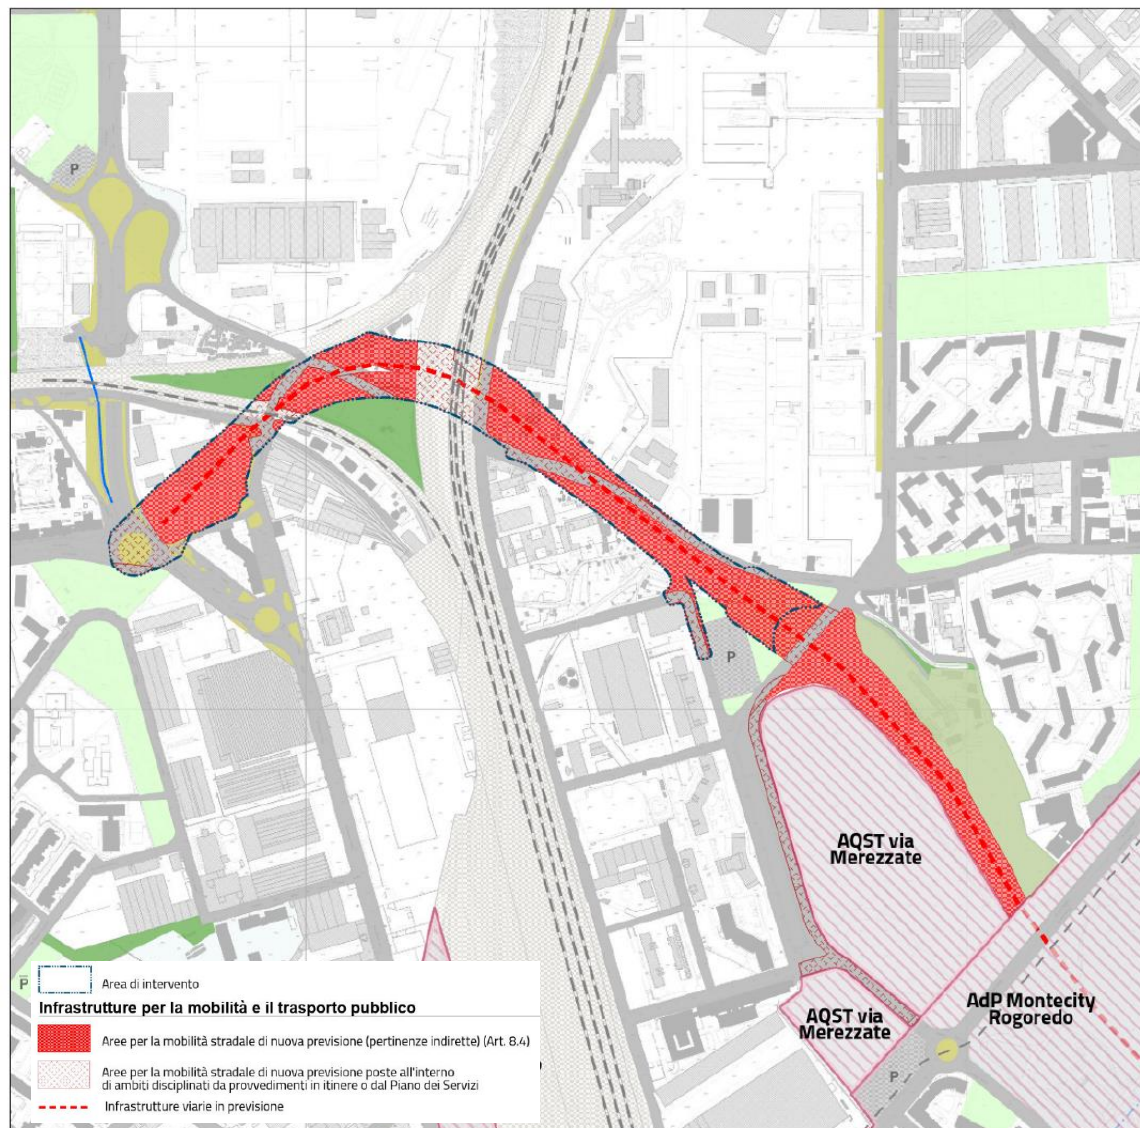 P
P
AQST via
Merezzate
AdP Montecity
Rogoredo
AQST via
Merezzate
P
P
Area di intervento
Infrastrutture per la mobilità e il trasporto pubblico
Aree per la mobilità stradale di nuova previsione (pertinenze indirette) (Art. 8.4)
Aree per la mobilità stradale di nuova previsione poste all'interno
di ambiti disciplinati da provvedimenti in itinere o dal Piano dei Servizi
Infrastrutture viarie in previsione